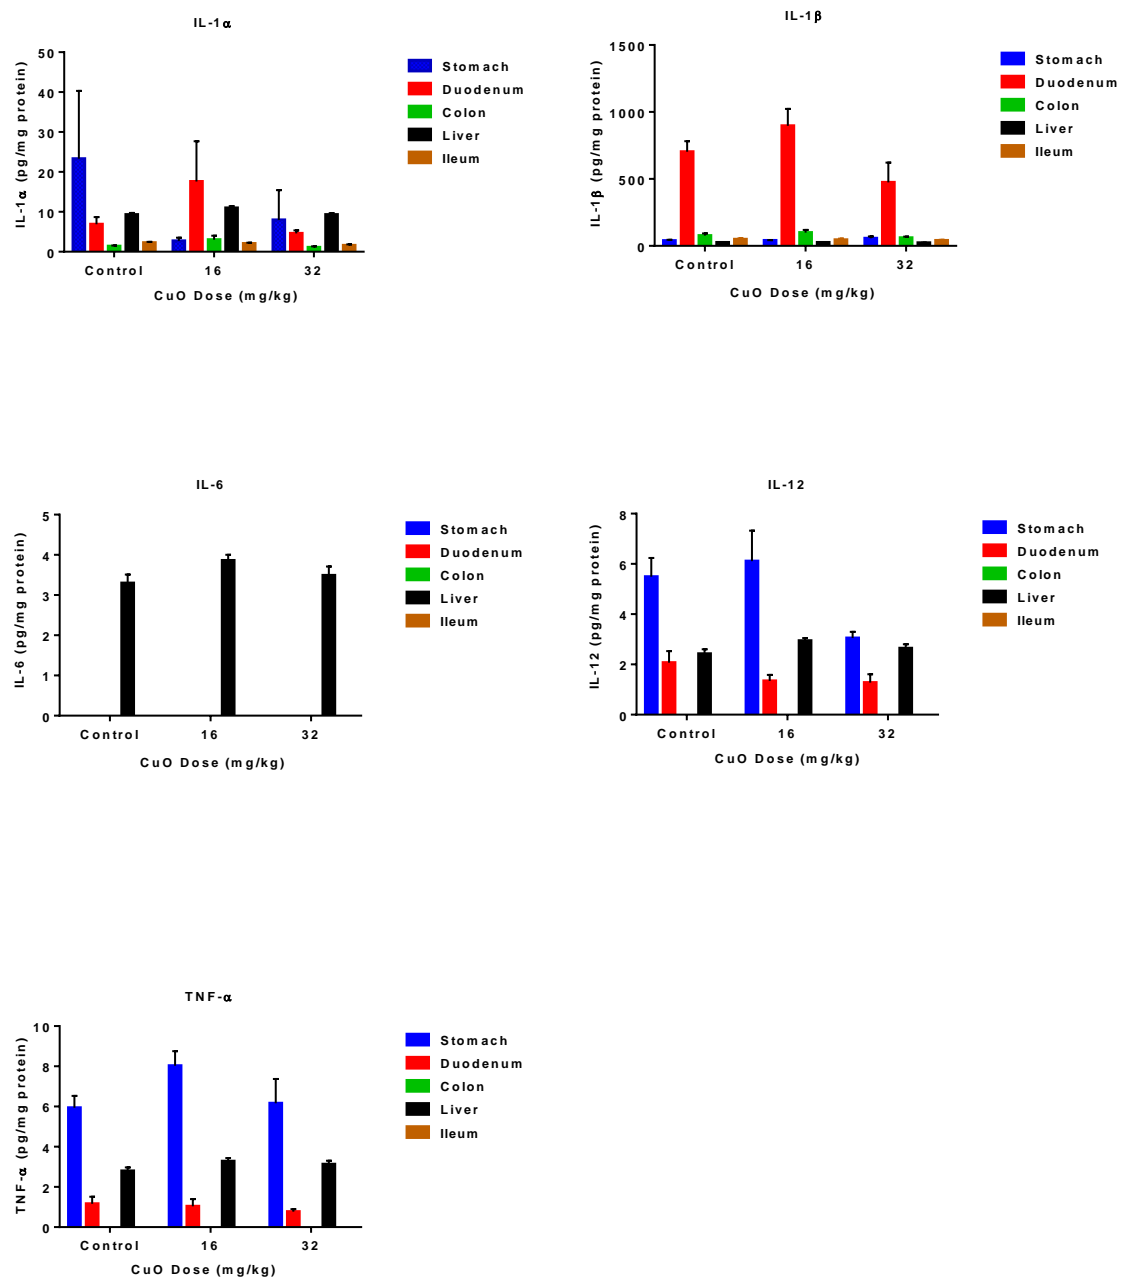 IL-1α
IL-1α (pg/mg protein)
50
40
30
20
10
0
Control 16 32
CuO Dose (mg/kg)
Stomach
Duodenum
Colon
Liver
Ileum
IL-1β
IL-1β (pg/mg protein)
1500
1000
500
0
Control 16 32
CuO Dose (mg/kg)
Stomach
Duodenum
Colon
Liver
Ileum
IL-6
IL-6 (pg/mg protein)
5
4
3
2
1
0
Control 16 32
CuO Dose (mg/kg)
Stomach
Duodenum
Colon
Liver
Ileum
IL-12
IL-12 (pg/mg protein)
8
6
4
2
0
Control 16 32
CuO Dose (mg/kg)
Stomach
Duodenum
Colon
Liver
Ileum
TNF-α
TNF-α (pg/mg protein)
10
8
6
4
2
0
Control 16 32
CuO Dose (mg/kg)
Stomach
Duodenum
Colon
Liver
Ileum